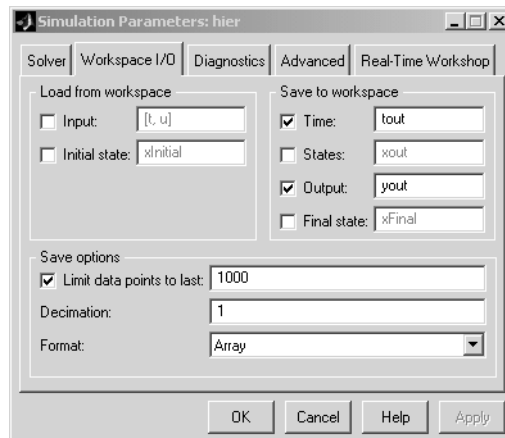 Simulation Parameters: hier
Solver Workspace I/O Diagnostics Advanced Real-Time Workshop
Load from workspace
Input: [t, u]
Initial state: xInitial
Save to workspace
Time: tout
States: xout
Output: yout
Final state: xFinal
Save options
Limit data points to last: 1000
Decimation: 1
Format: Array
OK Cancel Help Apply